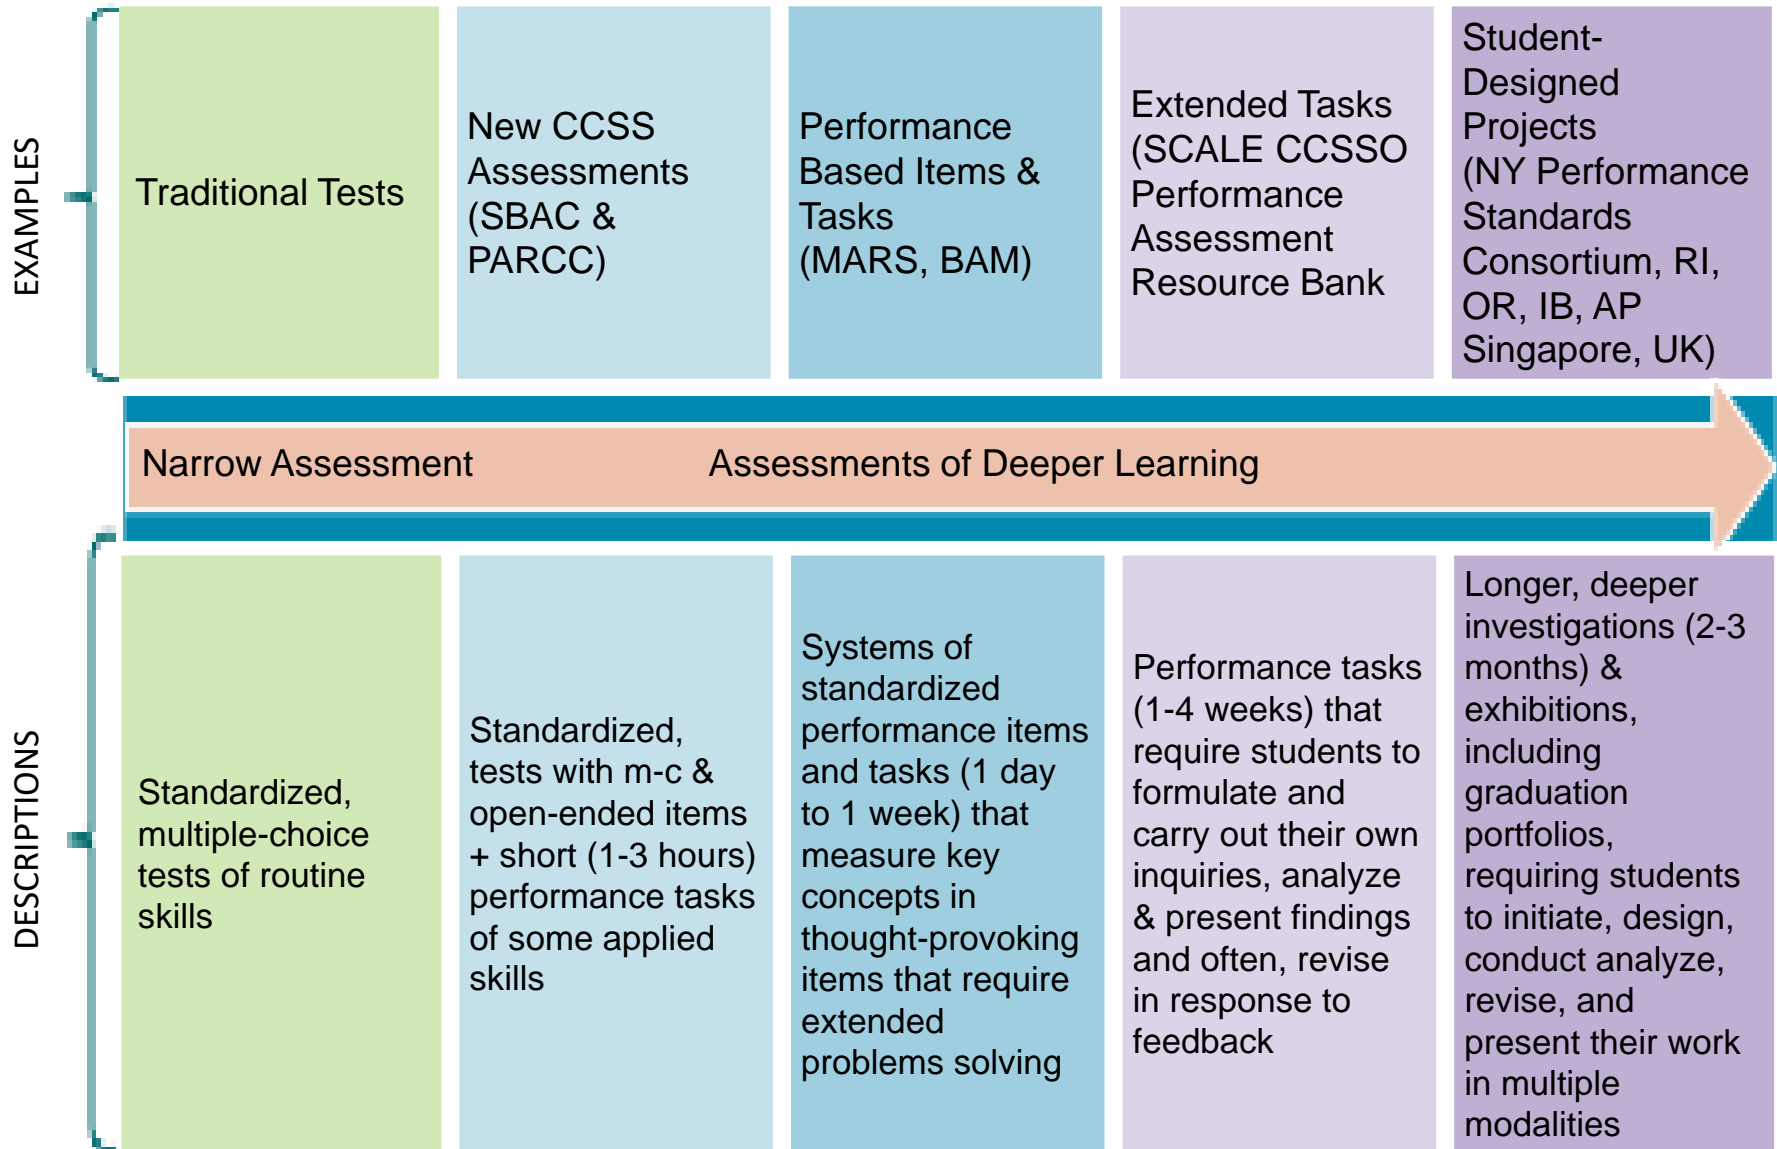 EXAMPLES
Traditional Tests
New CCSS
Assessments
(SBAC &
PARCC)
Performance
Based Items &
Tasks
(MARS, BAM)
Extended Tasks
(SCALE CCSSO
Performance
Assessment
Resource Bank
Student-
Designed
Projects
(NY Performance
Standards
Consortium, RI,
OR, IB, AP
Singapore, UK)
Narrow Assessment
Assessments of Deeper Learning
DESCRIPTIONS
Standardized,
multiple-choice
tests of routine
skills
Standardized,
tests with m-c &
open-ended items
+ short (1-3 hours)
performance tasks
of some applied
skills
Systems of
standardized
performance items
and tasks (1 day
to 1 week) that
measure key
concepts in
thought-provoking
items that require
extended
problems solving
Performance tasks
(1-4 weeks) that
require students to
formulate and
carry out their own
inquiries, analyze
& present findings
and often, revise
in response to
feedback
Longer, deeper
investigations (2-3
months) &
exhibitions,
including
graduation
portfolios,
requiring students
to initiate, design,
conduct analyze,
revise, and
present their work
in multiple
modalities